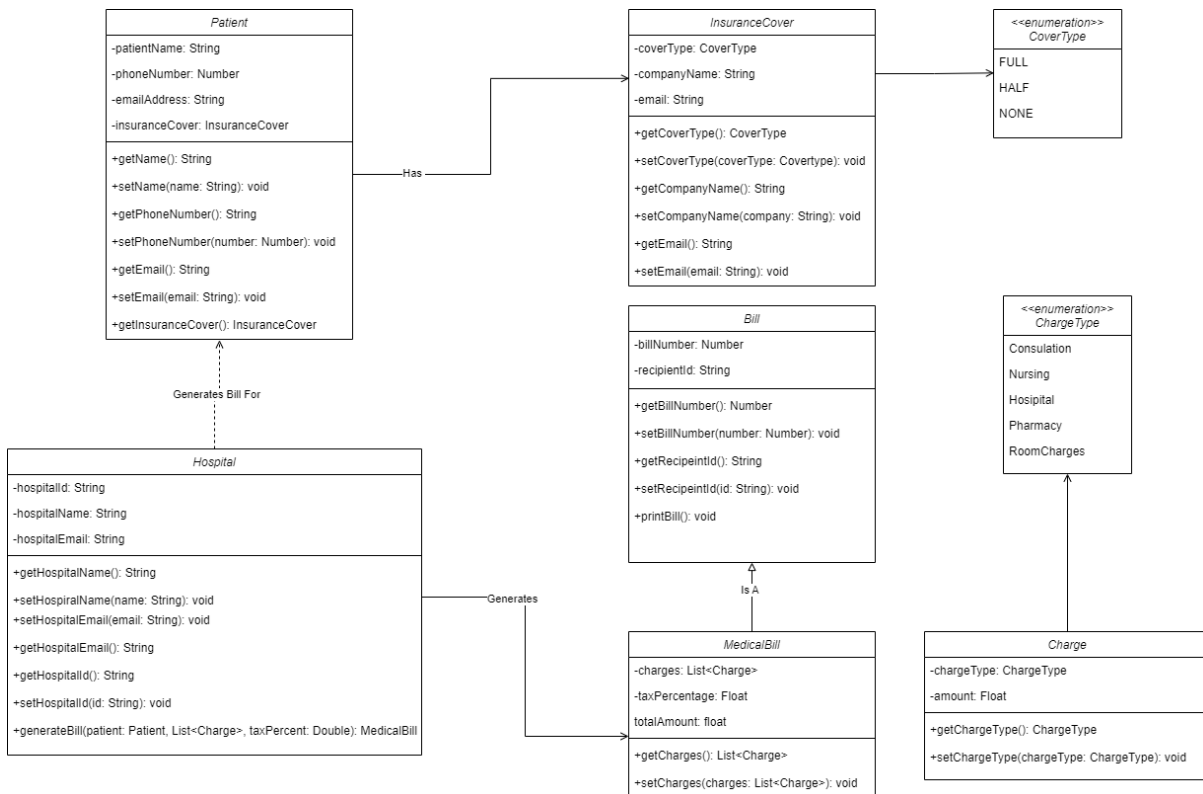 Patient
-patientName: String
-phoneNumber: Number
-emailAddress: String
-insuranceCover: InsuranceCover
+getName(): String
+setName(name: String): void
+getPhoneNumber(): String
+setPhoneNumber(number: Number): void
+getEmail(): String
+setEmail(email: String): void
+getInsuranceCover(): InsuranceCover
Has
InsuranceCover
-coverType: CoverType
-companyName: String
-email: String
+getCoverType(): CoverType
+setCoverType(coverType: Covertype): void
+getCompanyName(): String
+setCompanyName(company: String): void
+getEmail(): String
+setEmail(email: String): void
<<enumeration>>
CoverType
FULL
HALF
NONE
Generates Bill For
Hospital
-hospitalId: String
-hospitalName: String
-hospitalEmail: String
+getHospitalName(): String
+setHospiralName(name: String): void
+setHospitalEmail(email: String): void
+getHospitalEmail(): String
+getHospitalId(): String
+setHospitalId(id: String): void
+generateBill(patient: Patient, List<Charge>, taxPercent: Double): MedicalBill
Generates
Bill
-billNumber: Number
-recipientId: String
+getBillNumber(): Number
+setBillNumber(number: Number): void
+getRecipeintId(): String
+setRecipeintId(id: String): void
+printBill(): void
Is A
MedicalBill
-charges: List<Charge>
-taxPercentage: Float
totalAmount: float
+getCharges(): List<Charge>
+setCharges(charges: List<Charge>): void
<<enumeration>>
ChargeType
Consulation
Nursing
Hosipital
Pharmacy
RoomCharges
Charge
-chargeType: ChargeType
-amount: Float
+getChargeType(): ChargeType
+setChargeType(chargeType: ChargeType): void